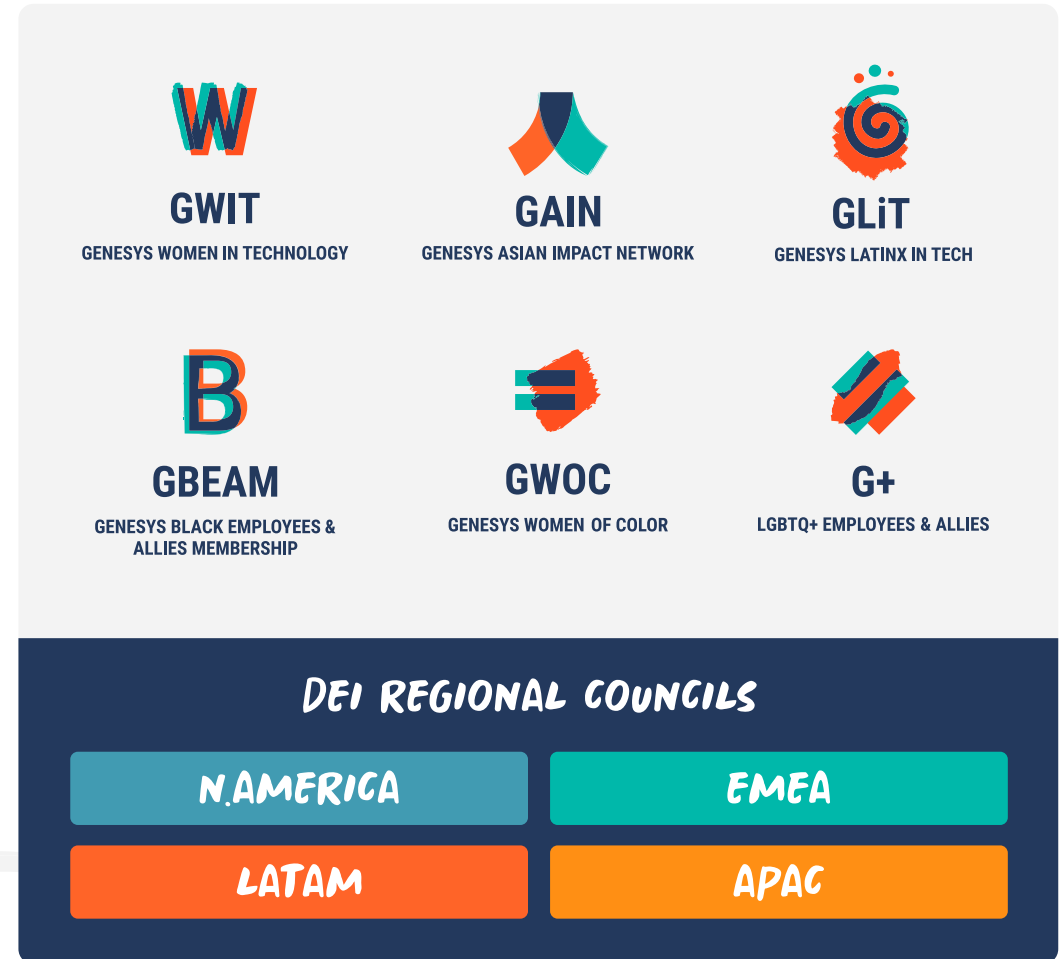 W
GWIT
GENESYS WOMEN IN TECHNOLOGY
GAIN
GENESYS ASIAN IMPACT NETWORK
GLiT
GENESYS LATINX IN TECH
B
GBEAM
GENESYS BLACK EMPLOYEES &
ALLIES MEMBERSHIP
GWOC
GENESYS WOMEN OF COLOR
G+
LGBTQ+ EMPLOYEES & ALLIES
DEI REGIONAL COUNCILS
N.AMERICA
EMEA
LATAM
APAC